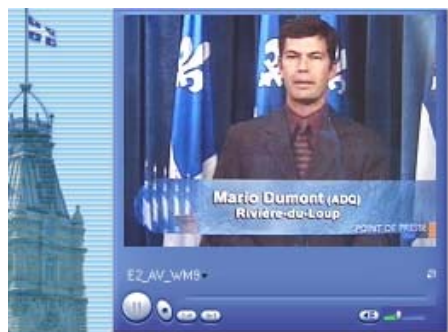 Mario Dumont (ADQ)
Rivière-du-Loup
POINT DE PRESSE
E2_AV_WM9